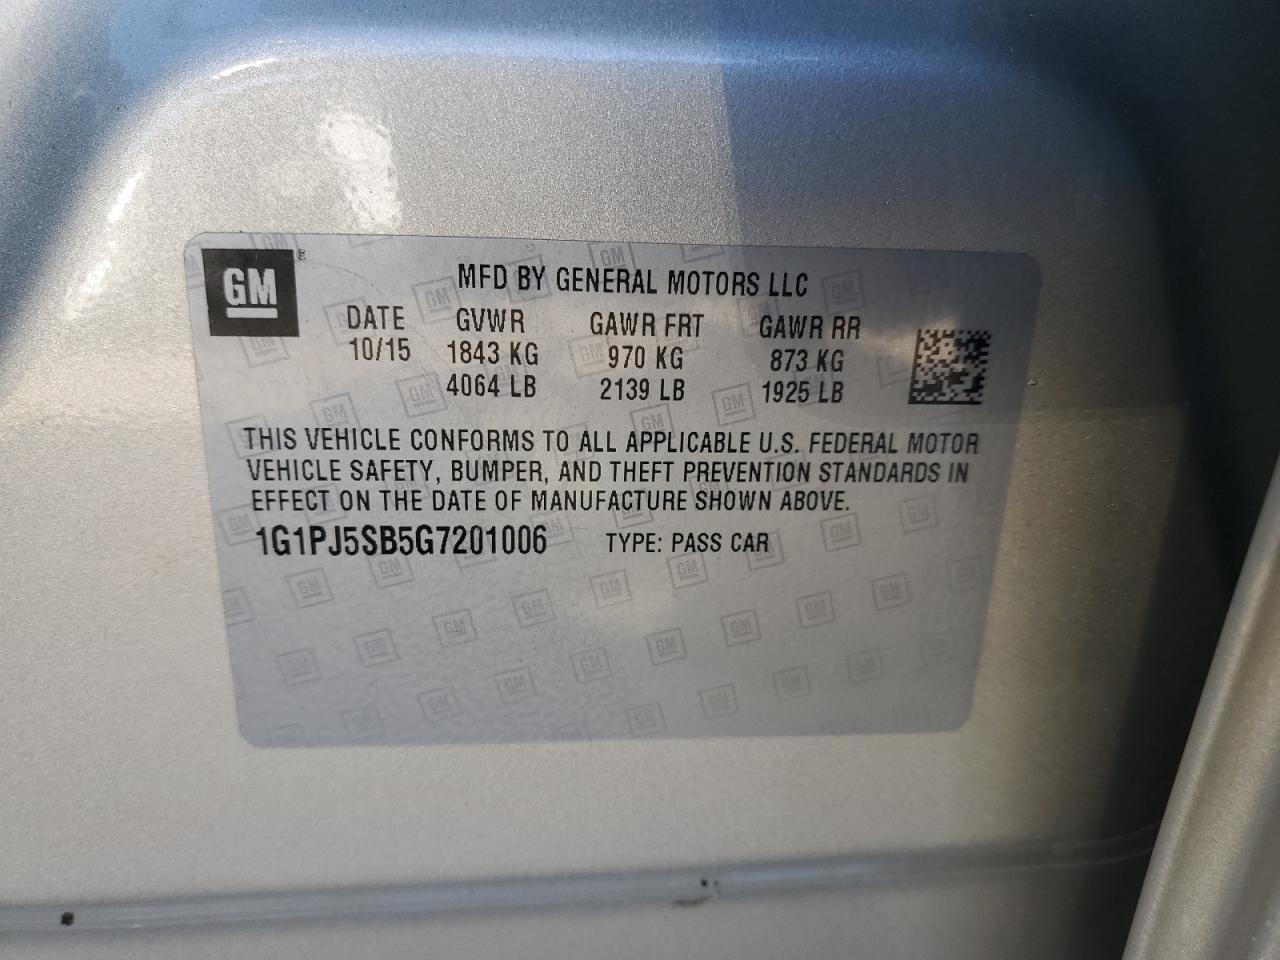 GM ®
MFD BY GENERAL MOTORS LLC
DATE GVWR GAWR FRT GAWR RR
10/15 1843 KG 970 KG 873 KG
4064 LB 2139 LB 1925 LB
THIS VEHICLE CONFORMS TO ALL APPLICABLE U.S. FEDERAL MOTOR
VEHICLE SAFETY, BUMPER, AND THEFT PREVENTION STANDARDS IN
EFFECT ON THE DATE OF MANUFACTURE SHOWN ABOVE.
1G1PJ5SB5G7201006 TYPE: PASS CAR